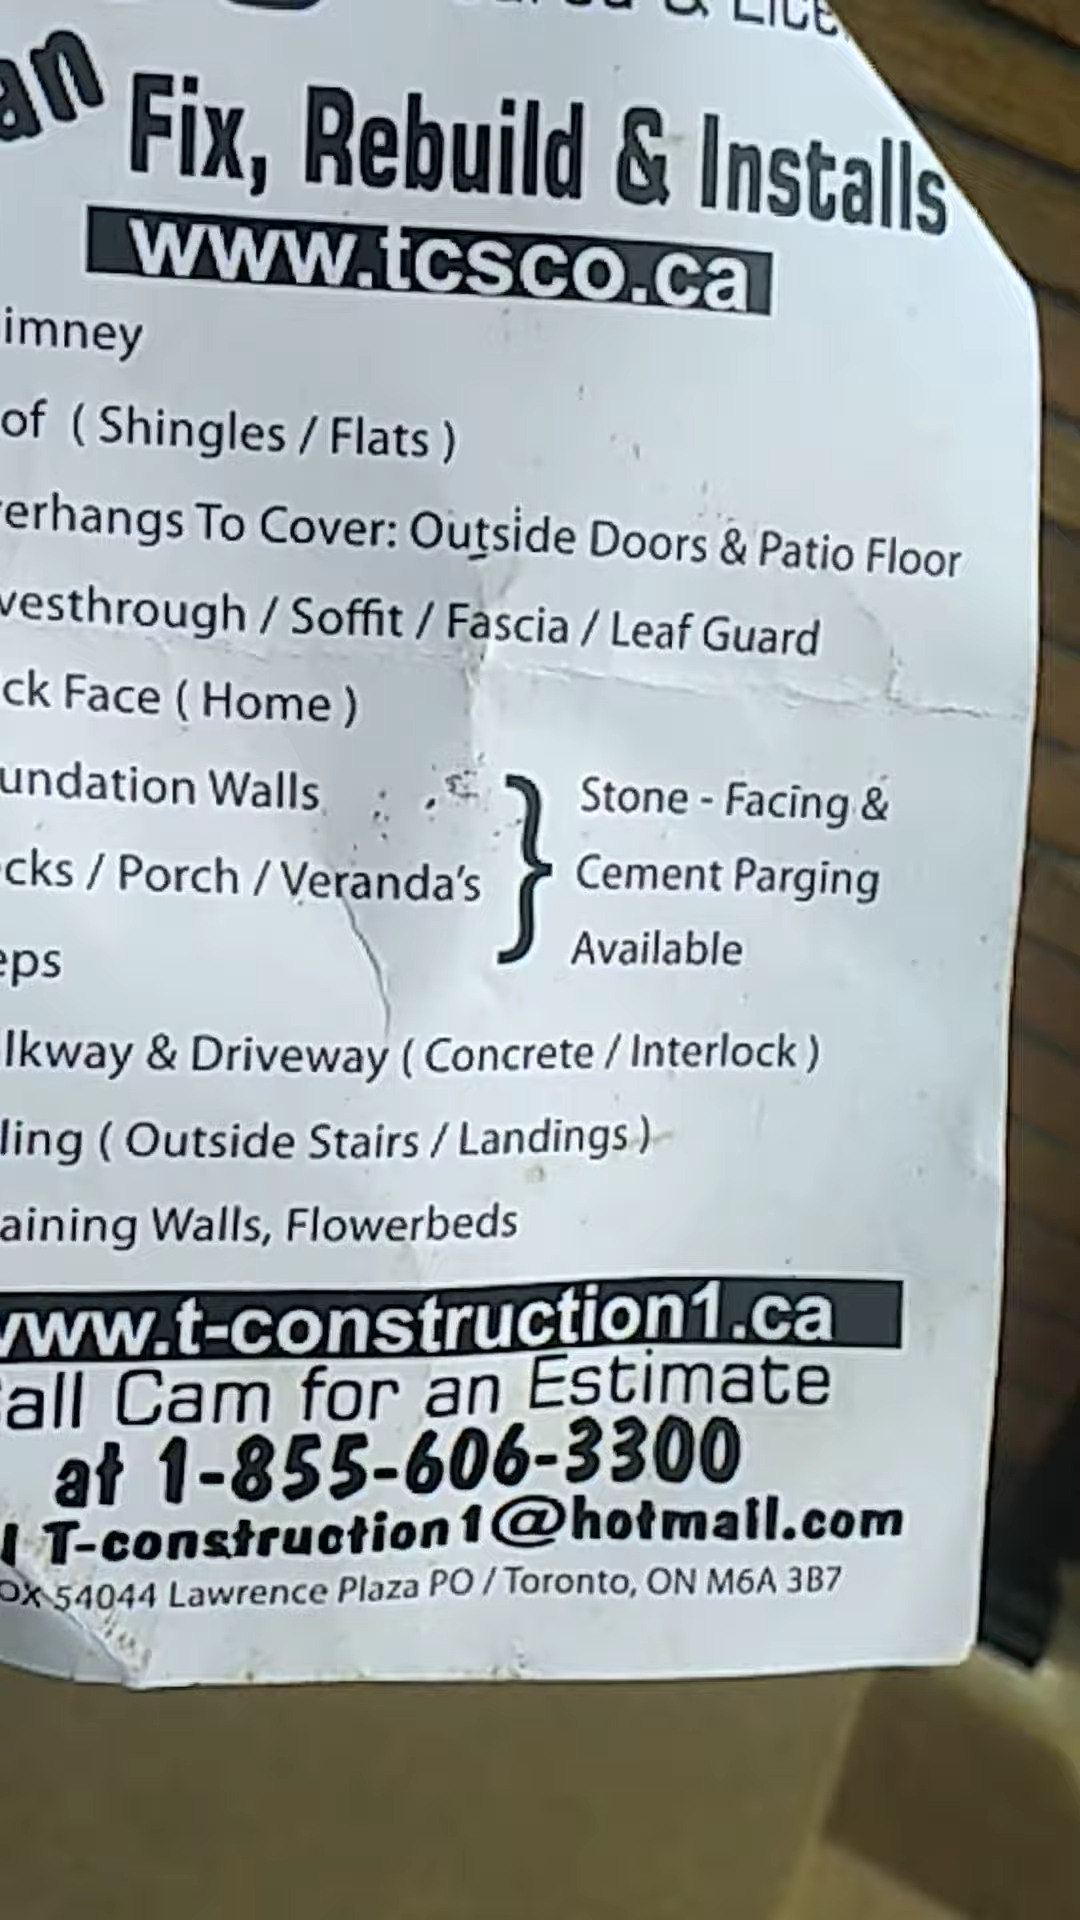 an Fix, Rebuild & Installs
www.tcsco.ca
imney
of ( Shingles / Flats )
erhangs To Cover: Outside Doors & Patio Floor
vesthrough / Soffit / Fascia / Leaf Guard
ck Face ( Home )
undation Walls
cks / Porch / Veranda's
eps
} Stone - Facing &
Cement Parging
Available
lkway & Driveway ( Concrete / Interlock )
ling ( Outside Stairs / Landings )
aining Walls, Flowerbeds
www.t-construction1.ca
all Cam for an Estimate
at 1-855-606-3300
T-construction1@hotmail.com
ox 54044 Lawrence Plaza PO / Toronto, ON M6A 3B7